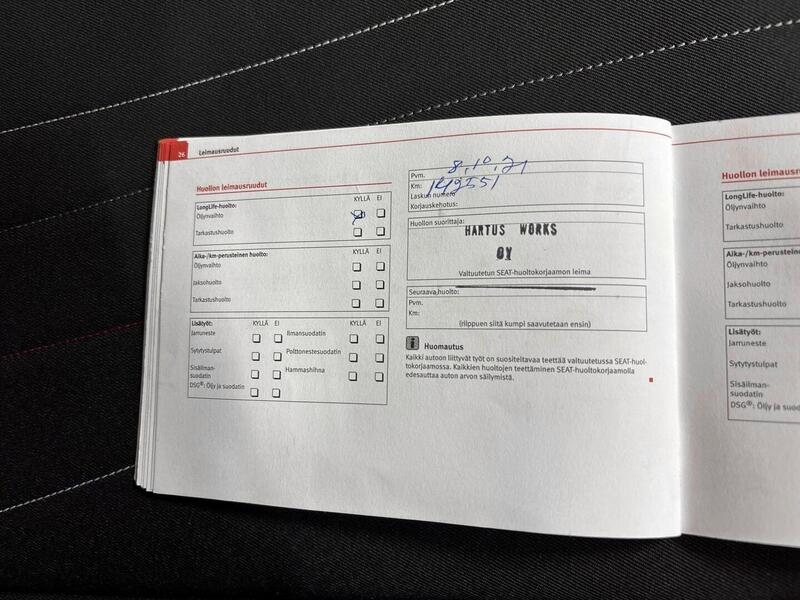 26 Leimausruudut
Huollon leimausruudut
LongLife-huolto: KYLLÄ EI
Öljynvaihto
Tarkastushuolto
Aika-/km-perusteinen huolto: KYLLÄ EI
Öljynvaihto
Jaksohuolto
Tarkastushuolto
Lisätyöt: KYLLÄ EI KYLLÄ EI
Jarruneste Ilmansuodatin
Sytytystulpat Polttonestesuodatin
Sisäilman-
suodatin Hammashihna
DSG®: Öljy ja suodatin
Pvm. 8.10.21
Km: 149551
Laskun numero
Korjauskehotus:
Huollon suorittaja:
HARTUS WORKS
OY
Valtuutetun SEAT-huoltokorjaamon leima
Seuraava huolto:
Pvm.
Km:
(riippuen siitä kumpi saavutetaan ensin)
Huomautus
Kaikki autoon liittyvät työt on suositeltavaa teettää valtuutetussa SEAT-huol-
tokorjaamossa. Kaikkien huoltojen teettäminen SEAT-huoltokorjaamolla
edesauttaa auton arvon säilymistä.
Huollon leimausr
LongLife-huolto:
Öljynvaihto
Tarkastushuolto
Aika-/km-perusteinen
Öljynvaihto
Jaksohuolto
Tarkastushuolto
Lisätyöt:
Jarruneste
Sytytystulpat
Sisäilman-
suodatin
DSG®: Öljy ja suodat